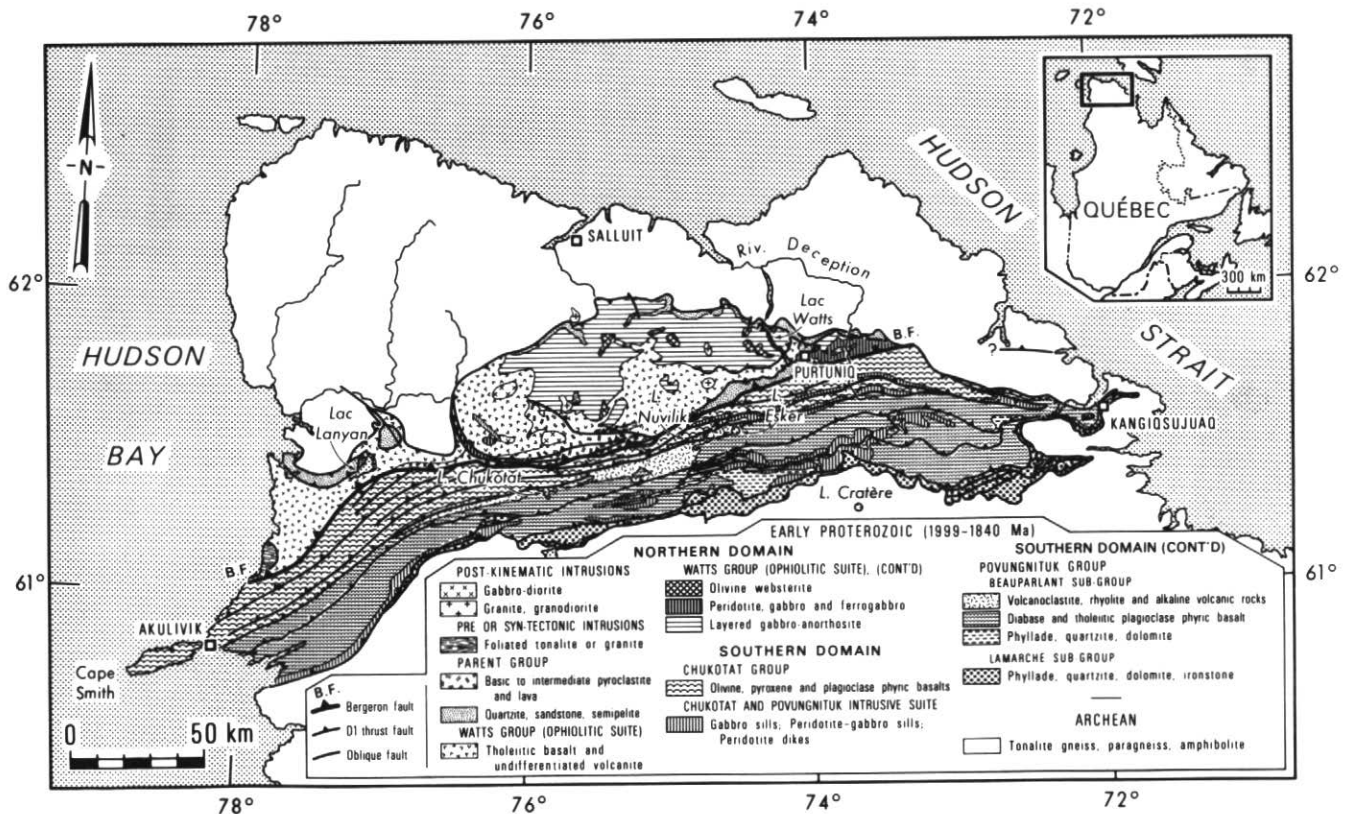 78°
76°
74°
72°
N
HUDSON
STRAIT
QUÉBEC
300 km
SALLUIT
Riv. Deception
Lac
Watts
B.F.
62°
62°
HUDSON
BAY
?
PURTUNIQ
L.
Nuvilik
L.
Esker
KANGIQSUJUAQ
Lac
Lanyan
L. Chukotat
L. Cratère
B.F.
61°
61°
AKULIVIK
Cape
Smith
0 50 km
B.F.
Bergeron fault
D1 thrust fault
Oblique fault
EARLY PROTEROZOIC (1999-1840 Ma)
NORTHERN DOMAIN
POST-KINEMATIC INTRUSIONS
Gabbro-diorite
Granite, granodiorite
PRE OR SYN-TECTONIC INTRUSIONS
Foliated tonalite or granite
PARENT GROUP
Basic to intermediate pyroclastite
and lava
Quartzite, sandstone, semipelite
WATTS GROUP (OPHIOLITIC SUITE)
Tholeiitic basalt and
undifferentiated volcanite
WATTS GROUP (OPHIOLITIC SUITE), (CONT'D)
Olivine websterite
Peridotite, gabbro and ferrogabbro
Layered gabbro-anorthosite
SOUTHERN DOMAIN
CHUKOTAT GROUP
Olivine, pyroxene and plagioclase phyric basalts
CHUKOTAT AND POVUNGNITUK INTRUSIVE SUITE
Gabbro sills; Peridotite-gabbro sills;
Peridotite dikes
SOUTHERN DOMAIN (CONT'D)
POVUNGNITUK GROUP
BEAUPARLANT SUB-GROUP
Volcanoclastite, rhyolite and alkaline volcanic rocks
Diabase and tholeiitic plagioclase phyric basalt
Phyllade, quartzite, dolomite
LAMARCHE SUB GROUP
Phyllade, quartzite, dolomite, ironstone
ARCHEAN
Tonalite gneiss, paragneiss, amphibolite
78°
76°
74°
72°